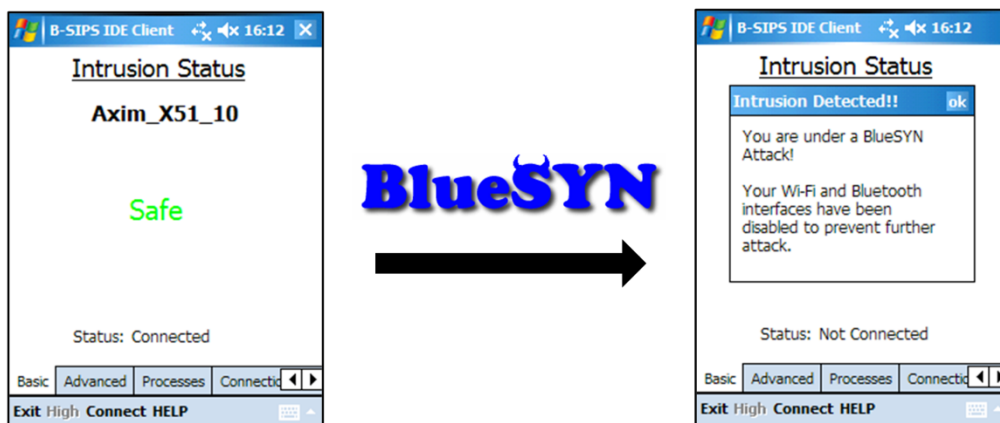 B-SIPS IDE Client 16:12
Intrusion Status
Axim_X51_10
Safe
Status: Connected
Basic Advanced Processes Connectic
Exit High Connect HELP
BlueSYN
B-SIPS IDE Client 16:12
Intrusion Status
Intrusion Detected!! ok
You are under a BlueSYN
Attack!
Your Wi-Fi and Bluetooth
interfaces have been
disabled to prevent further
attack.
Status: Not Connected
Basic Advanced Processes Connectic
Exit High Connect HELP